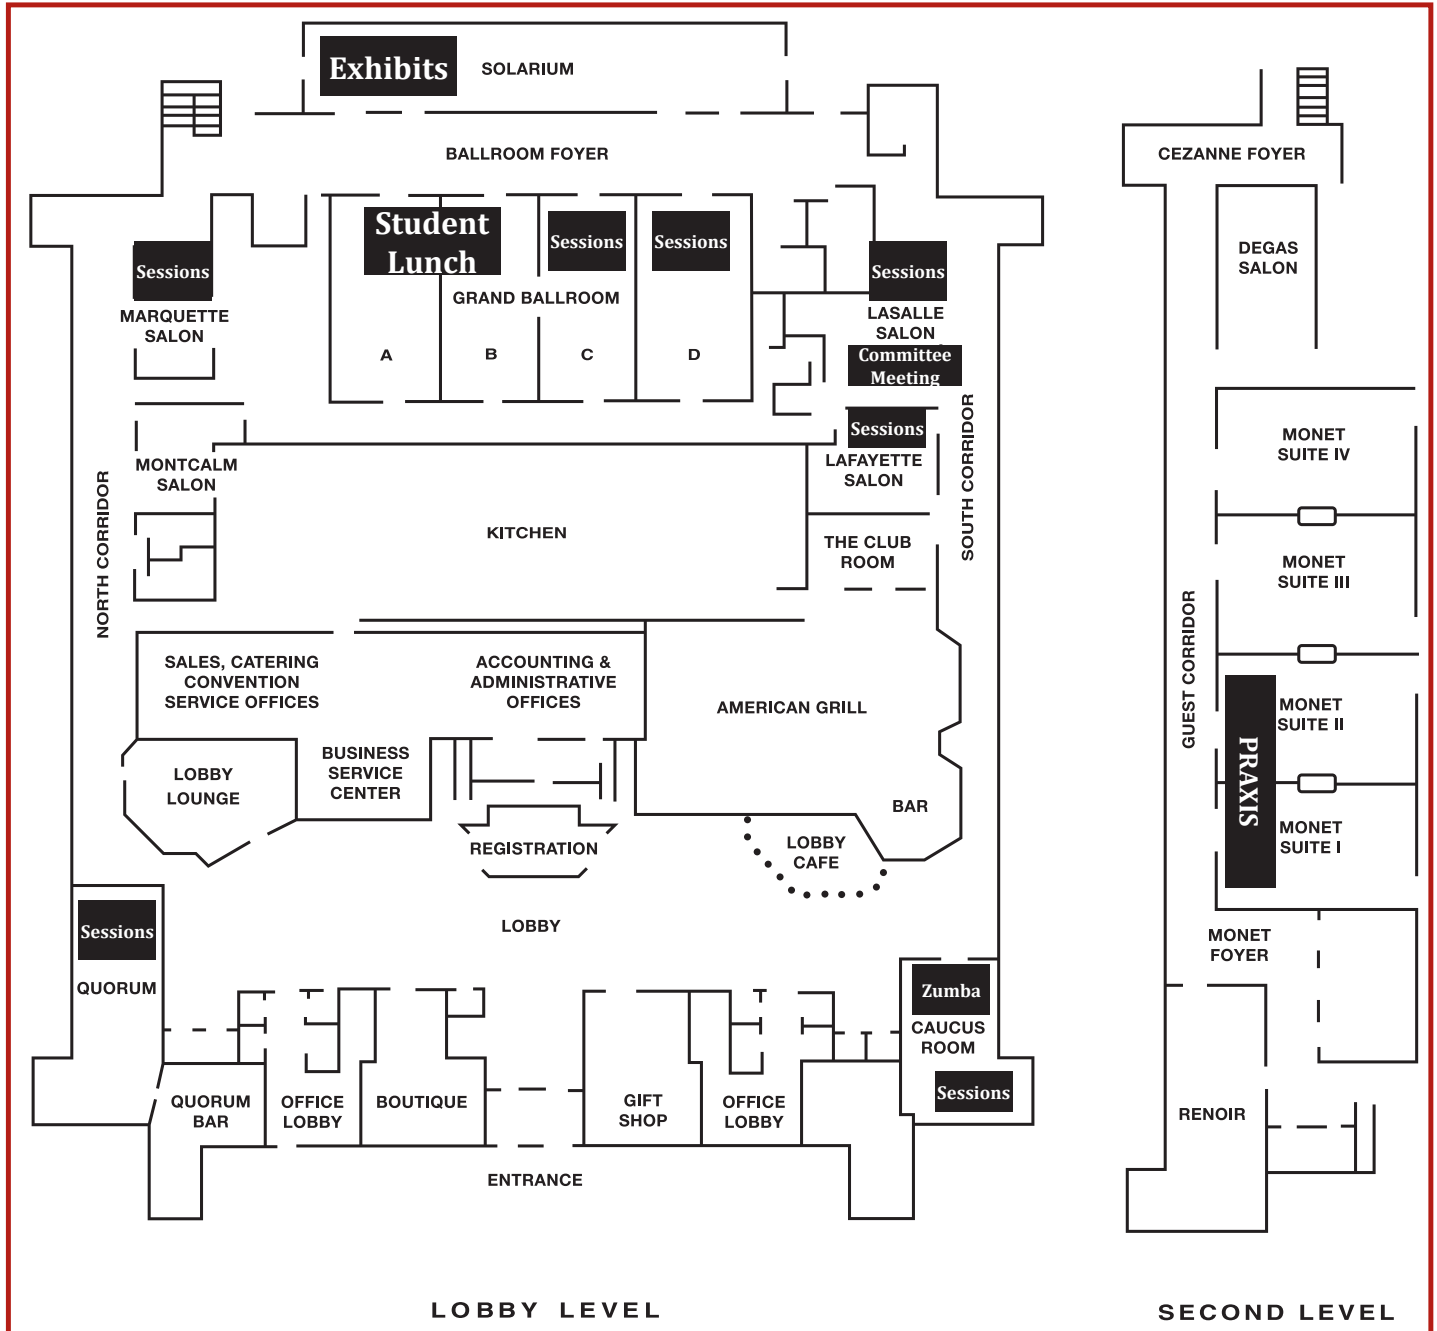 Exhibits
SOLARIUM
BALLROOM FOYER
Student
Lunch
Sessions
Sessions
GRAND BALLROOM
A
B
C
D
Sessions
MARQUETTE
SALON
Sessions
LASALLE
SALON
Committee
Meeting
Sessions
LAFAYETTE
SALON
MONTCALM
SALON
NORTH CORRIDOR
SOUTH CORRIDOR
KITCHEN
THE CLUB
ROOM
SALES, CATERING
CONVENTION
SERVICE OFFICES
ACCOUNTING &
ADMINISTRATIVE
OFFICES
AMERICAN GRILL
LOBBY
LOUNGE
BUSINESS
SERVICE
CENTER
BAR
REGISTRATION
LOBBY
CAFE
LOBBY
Sessions
QUORUM
Zumba
CAUCUS
ROOM
Sessions
QUORUM
BAR
OFFICE
LOBBY
BOUTIQUE
GIFT
SHOP
OFFICE
LOBBY
ENTRANCE
LOBBY LEVEL
CEZANNE FOYER
DEGAS
SALON
MONET
SUITE IV
MONET
SUITE III
GUEST CORRIDOR
MONET
SUITE II
PRAXIS
MONET
SUITE I
MONET
FOYER
RENOIR
SECOND LEVEL